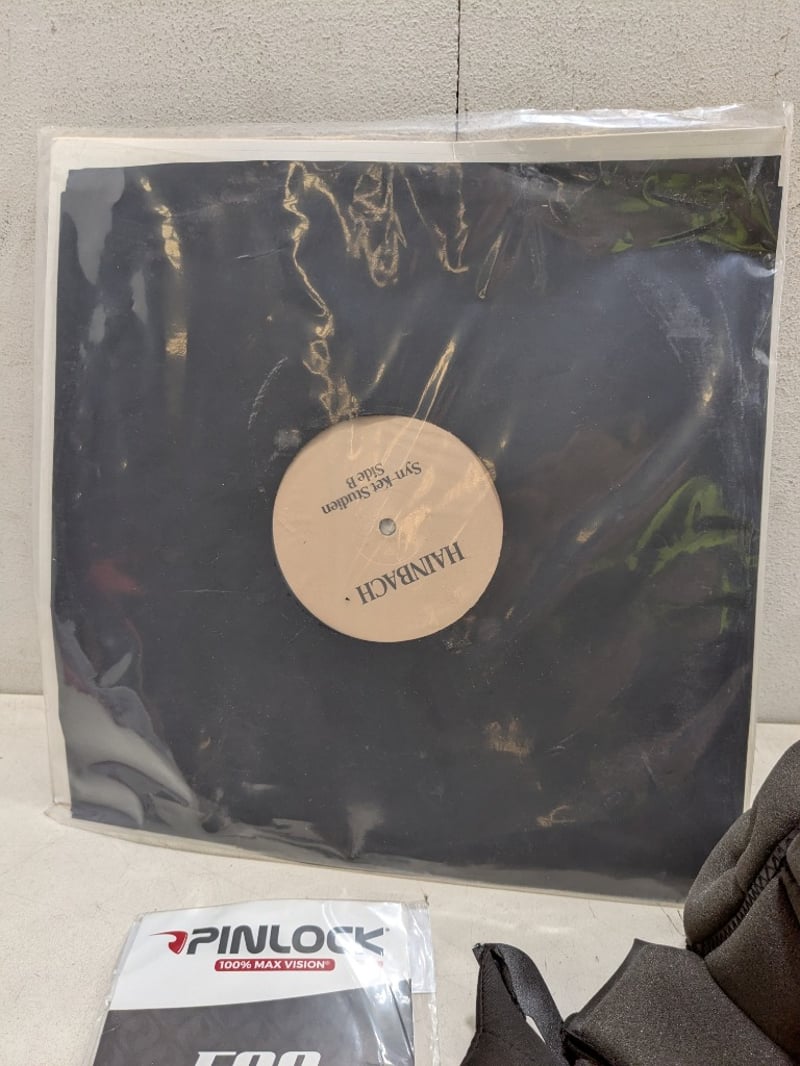 HAINBACH
Syn-Ket Studien
Side B
PINLOCK
100% MAX VISION®